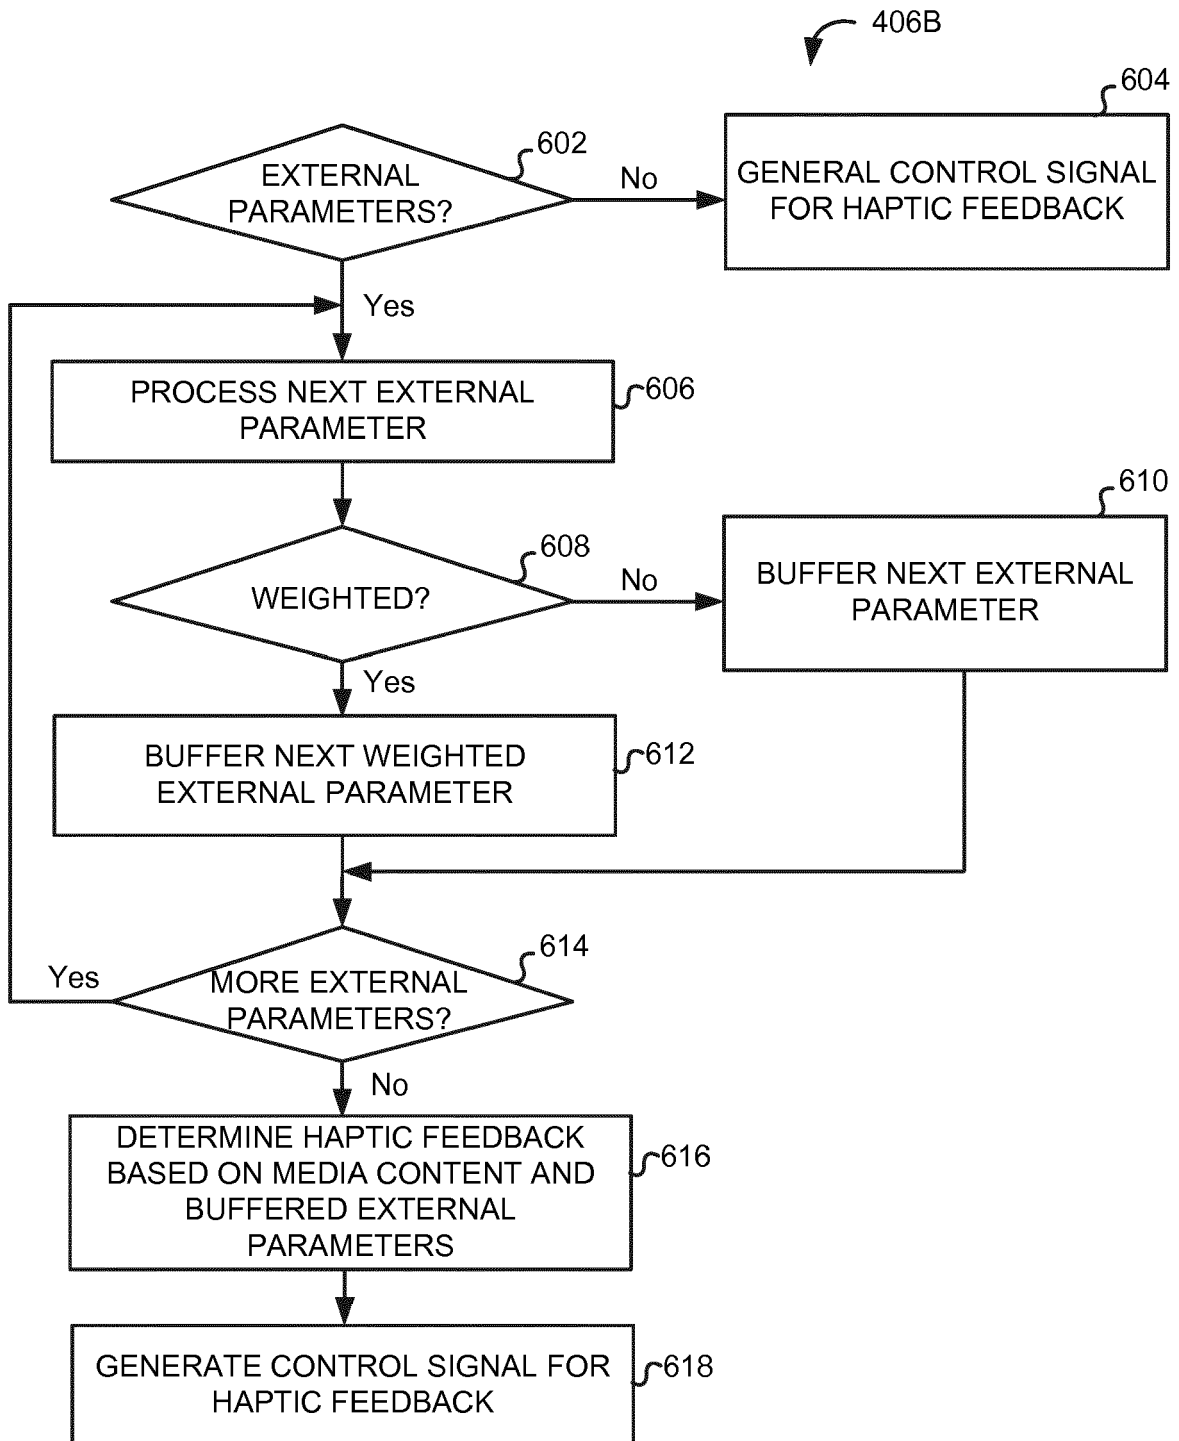 406B
604
602
EXTERNAL
PARAMETERS?
No
GENERAL CONTROL SIGNAL
FOR HAPTIC FEEDBACK
Yes
PROCESS NEXT EXTERNAL
PARAMETER
606
610
608
WEIGHTED?
No
BUFFER NEXT EXTERNAL
PARAMETER
Yes
BUFFER NEXT WEIGHTED
EXTERNAL PARAMETER
612
614
Yes
MORE EXTERNAL
PARAMETERS?
No
DETERMINE HAPTIC FEEDBACK
BASED ON MEDIA CONTENT AND
BUFFERED EXTERNAL
PARAMETERS
616
GENERATE CONTROL SIGNAL FOR
HAPTIC FEEDBACK
618